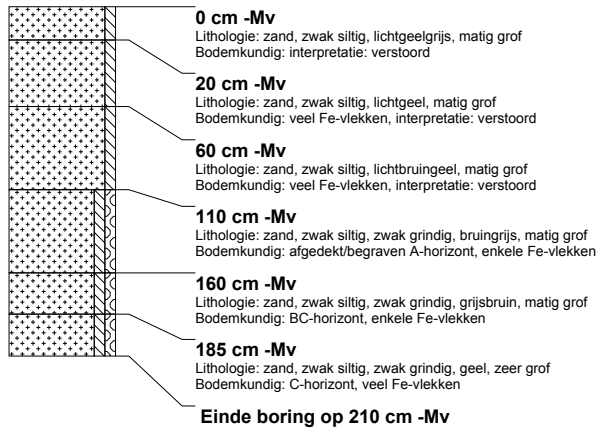 0 cm -Mv
Lithologie: zand, zwak siltig, lichtgeelgrijs, matig grof
Bodemkundig: interpretatie: verstoord
20 cm -Mv
Lithologie: zand, zwak siltig, lichtgeel, matig grof
Bodemkundig: veel Fe-vlekken, interpretatie: verstoord
60 cm -Mv
Lithologie: zand, zwak siltig, lichtbruingeel, matig grof
Bodemkundig: veel Fe-vlekken, interpretatie: verstoord
110 cm -Mv
Lithologie: zand, zwak siltig, zwak grindig, bruingrijs, matig grof
Bodemkundig: afgedekt/begraven A-horizont, enkele Fe-vlekken
160 cm -Mv
Lithologie: zand, zwak siltig, zwak grindig, grijsbruin, matig grof
Bodemkundig: BC-horizont, enkele Fe-vlekken
185 cm -Mv
Lithologie: zand, zwak siltig, zwak grindig, geel, zeer grof
Bodemkundig: C-horizont, veel Fe-vlekken
Einde boring op 210 cm -Mv